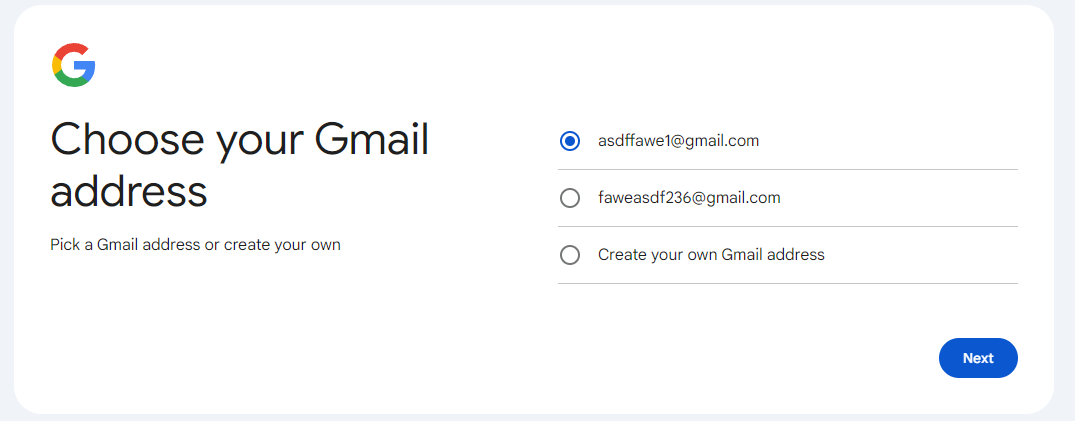 Choose your Gmail
address
Pick a Gmail address or create your own
asdffawe1@gmail.com
faweasdf236@gmail.com
Create your own Gmail address
Next